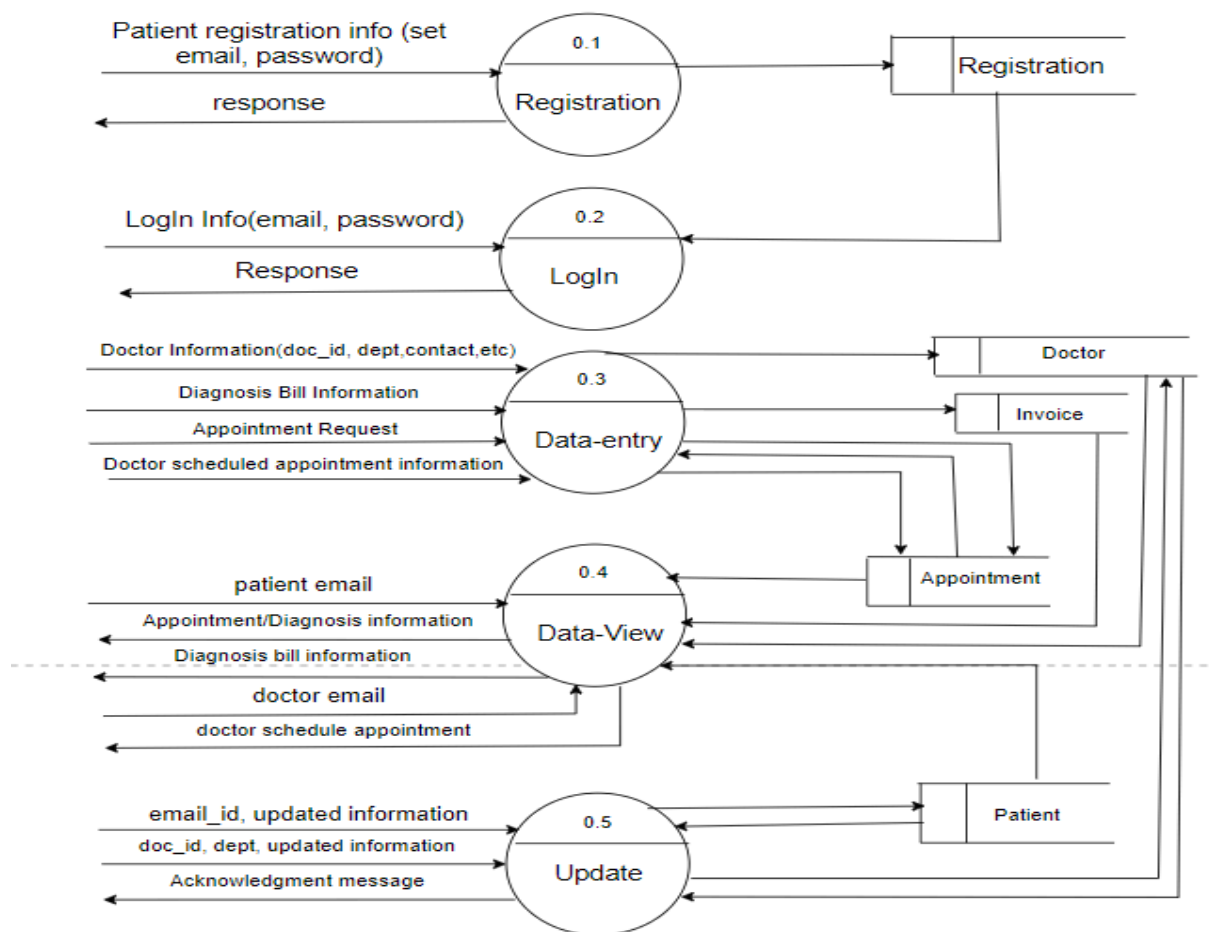 Patient registration info (set
email, password)
response
0.1
Registration
Registration
LogIn Info(email, password)
Response
0.2
LogIn
Doctor Information(doc_id, dept,contact,etc)
Diagnosis Bill Information
Appointment Request
Doctor scheduled appointment information
0.3
Data-entry
Doctor
Invoice
Appointment
patient email
Appointment/Diagnosis information
Diagnosis bill information
doctor email
doctor schedule appointment
0.4
Data-View
email_id, updated information
doc_id, dept, updated information
Acknowledgment message
0.5
Update
Patient